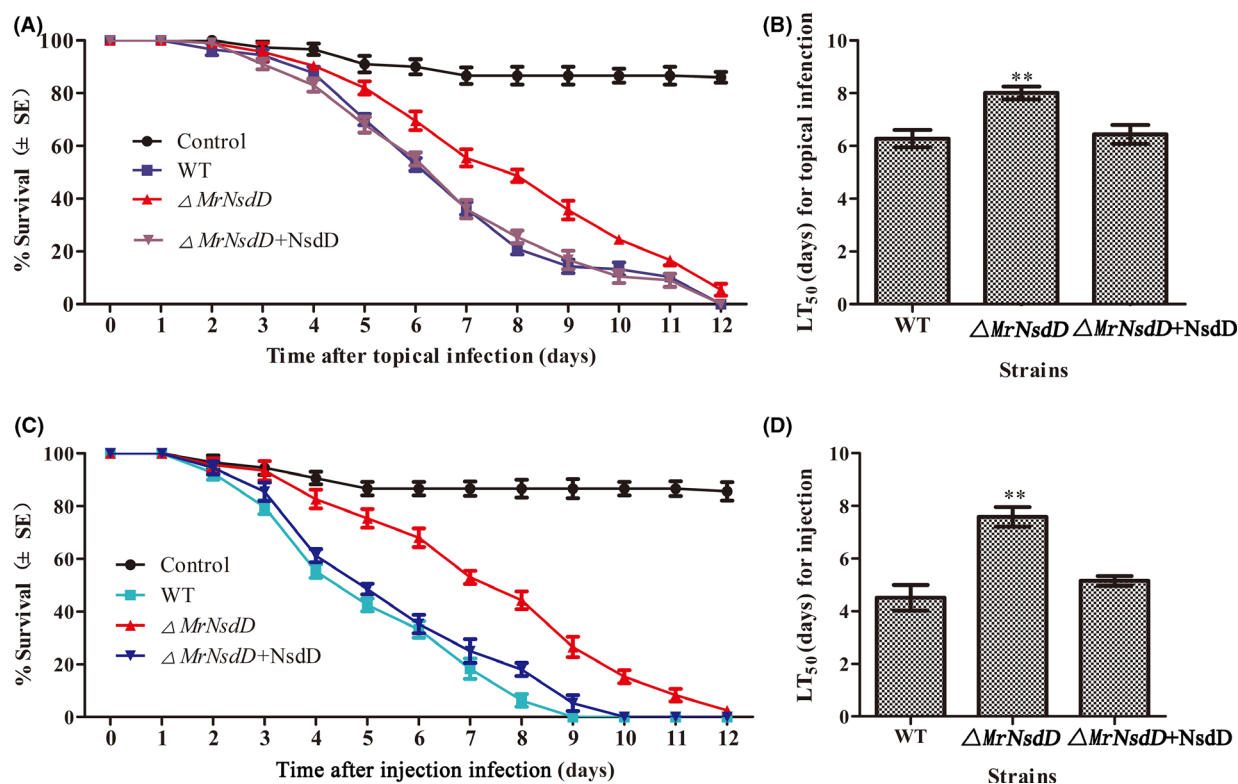 (A)
% Survival (± SE)
100
80
60
40
20
0
Control
WT
△ MrNsdD
△ MrNsdD+NsdD
0 1 2 3 4 5 6 7 8 9 10 11 12
Time after topical infection (days)
(B)
LT50 (days) for topical infenction
10
8
6
4
2
0
**
WT △MrNsdD △MrNsdD+NsdD
Strains
(C)
% Survival (± SE)
100
80
60
40
20
0
Control
WT
△ MrNsdD
△ MrNsdD+NsdD
0 1 2 3 4 5 6 7 8 9 10 11 12
Time after injection infection (days)
(D)
LT50 (days) for injection
10
8
6
4
2
0
**
WT △MrNsdD △MrNsdD+NsdD
Strains